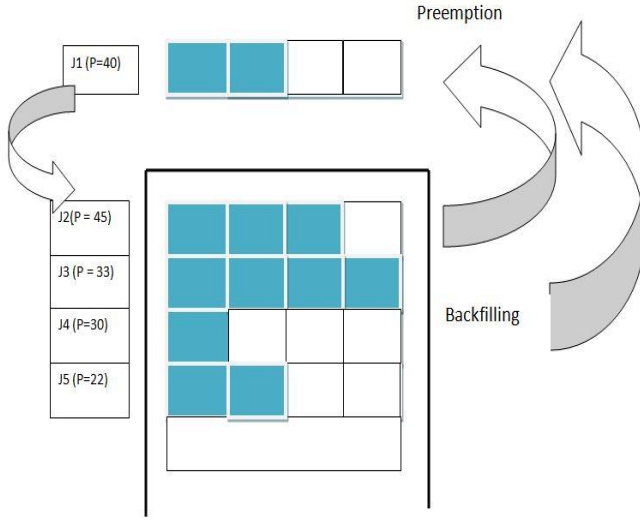 Preemption
J1 (P=40)
J2(P = 45)
J3 (P = 33)
J4 (P=30)
J5 (P=22)
Backfilling